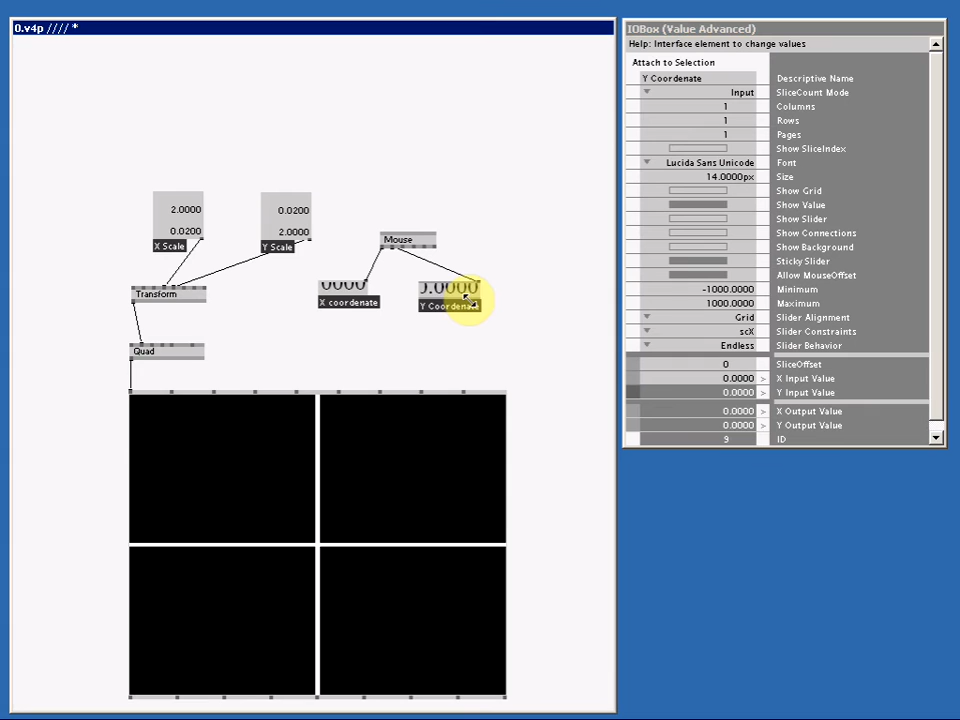 0.v4p //// *
IOBox (Value Advanced)
Help: Interface element to change values
Attach to Selection
Y Coordenate Descriptive Name
Input SliceCount Mode
1 Columns
1 Rows
1 Pages
Show SliceIndex
Lucida Sans Unicode Font
14.0000px Size
Show Grid
Show Value
Show Slider
Show Connections
Show Background
Sticky Slider
Allow MouseOffset
-1000.0000 Minimum
1000.0000 Maximum
Grid Slider Alignment
scX Slider Constraints
Endless Slider Behavior
0 SliceOffset
0.0000 > X Input Value
0.0000 > Y Input Value
0.0000 > X Output Value
0.0000 > Y Output Value
9 ID
2.0000
0.0200
X Scale
0.0200
2.0000
Y Scale
Mouse
0000
X coordenate
0.0000
Y Coordenate
Transform
Quad